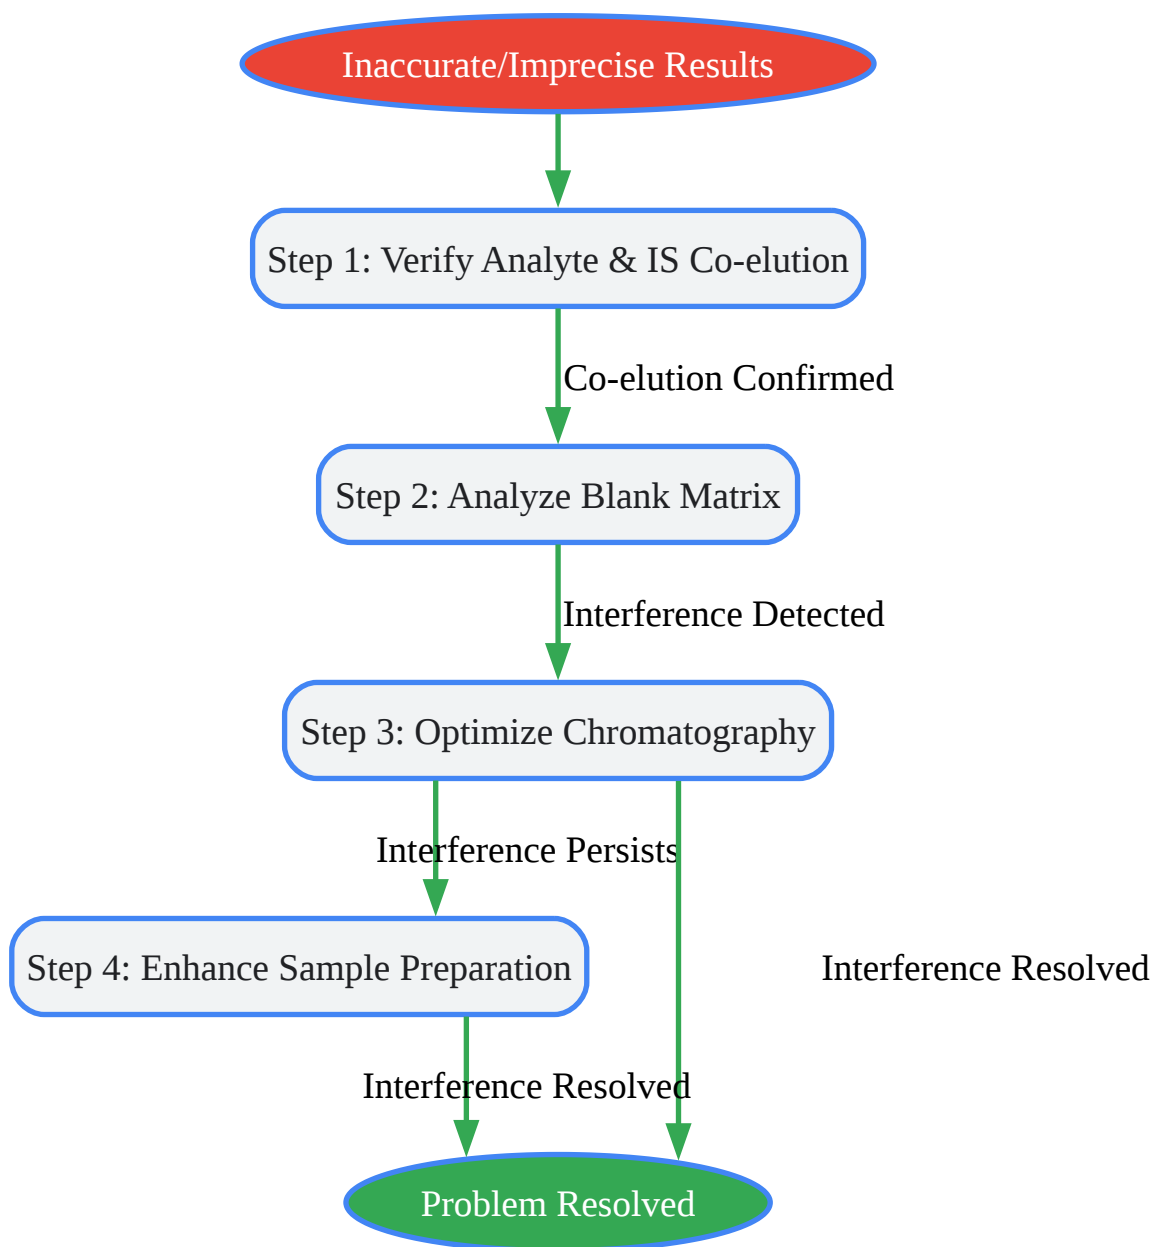 Inaccurate/Imprecise Results
Step 1: Verify Analyte & IS Co-elution
Co-elution Confirmed
Step 2: Analyze Blank Matrix
Interference Detected
Step 3: Optimize Chromatography
Interference Persists
Step 4: Enhance Sample Preparation
Interference Resolved
Interference Resolved
Problem Resolved